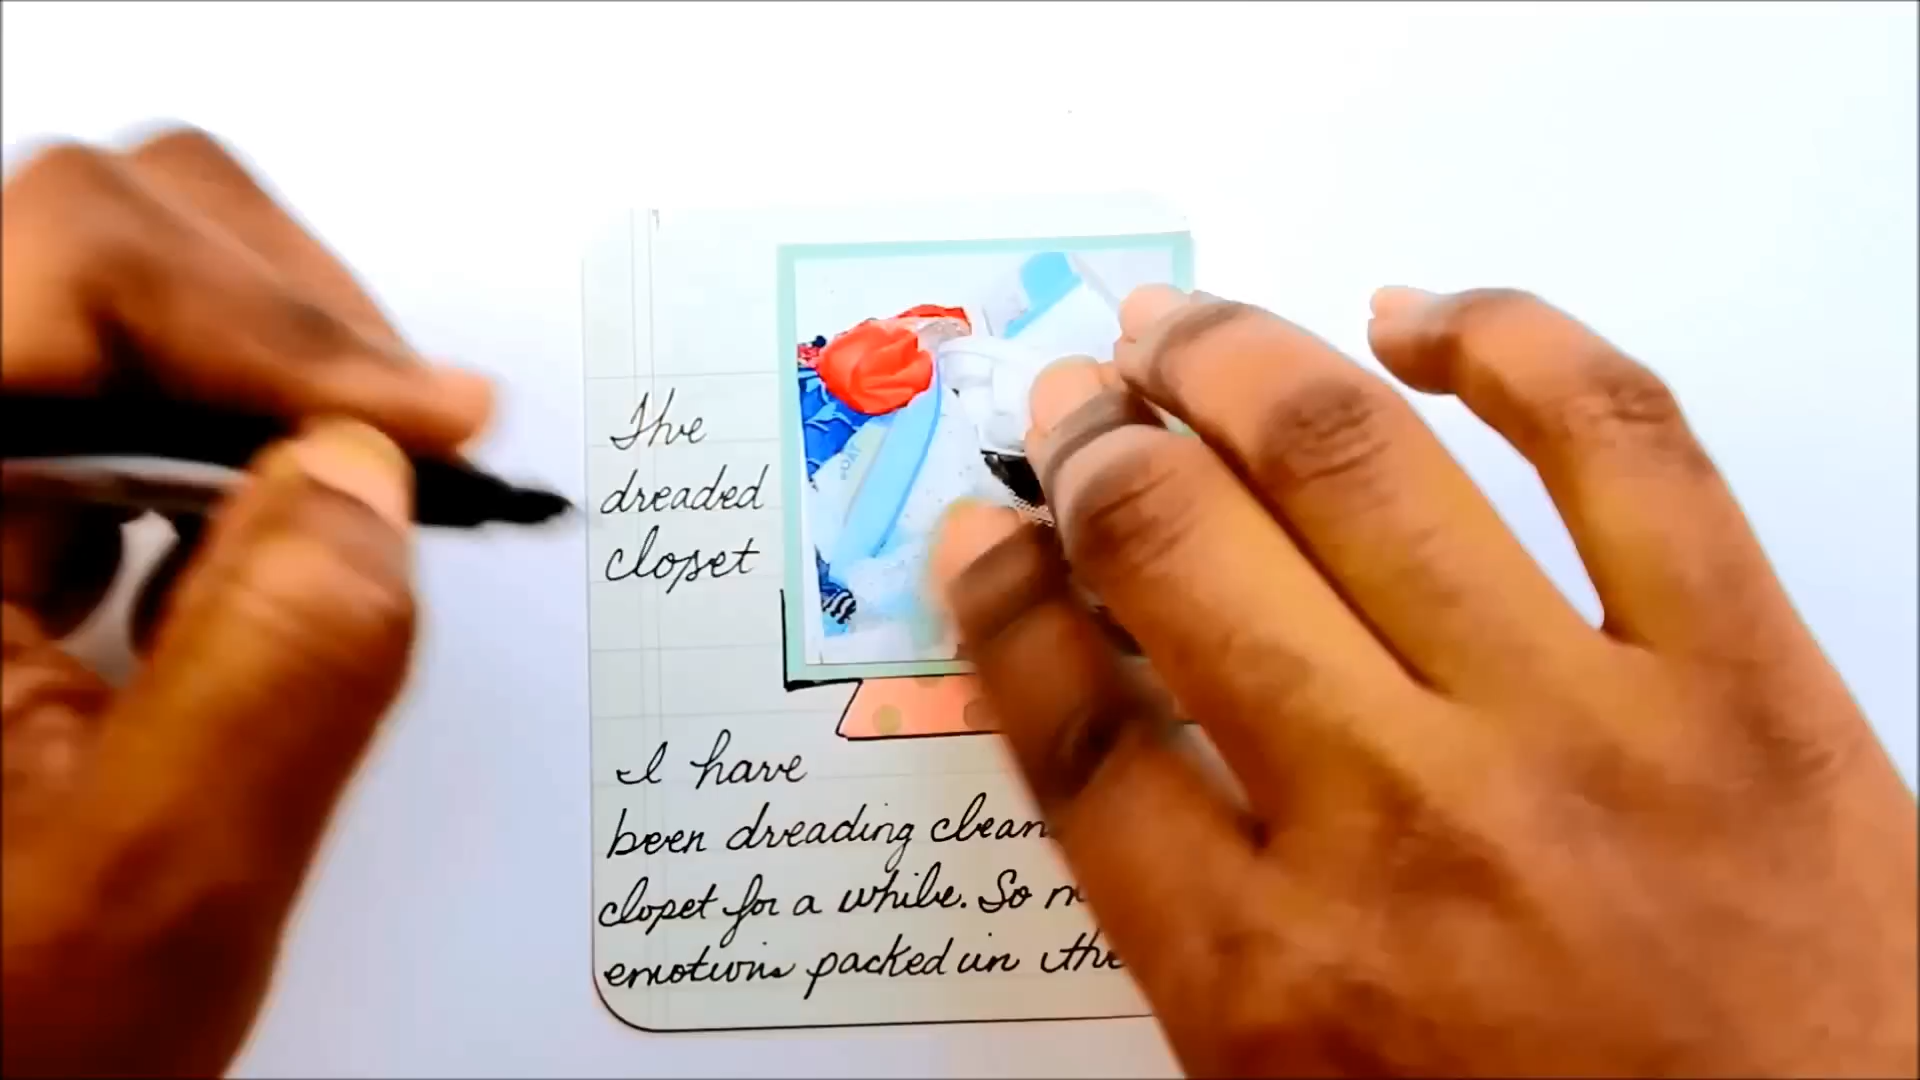 The
dreaded
closet
I have
been dreading clean
closet for a while. So m
emotions packed in the